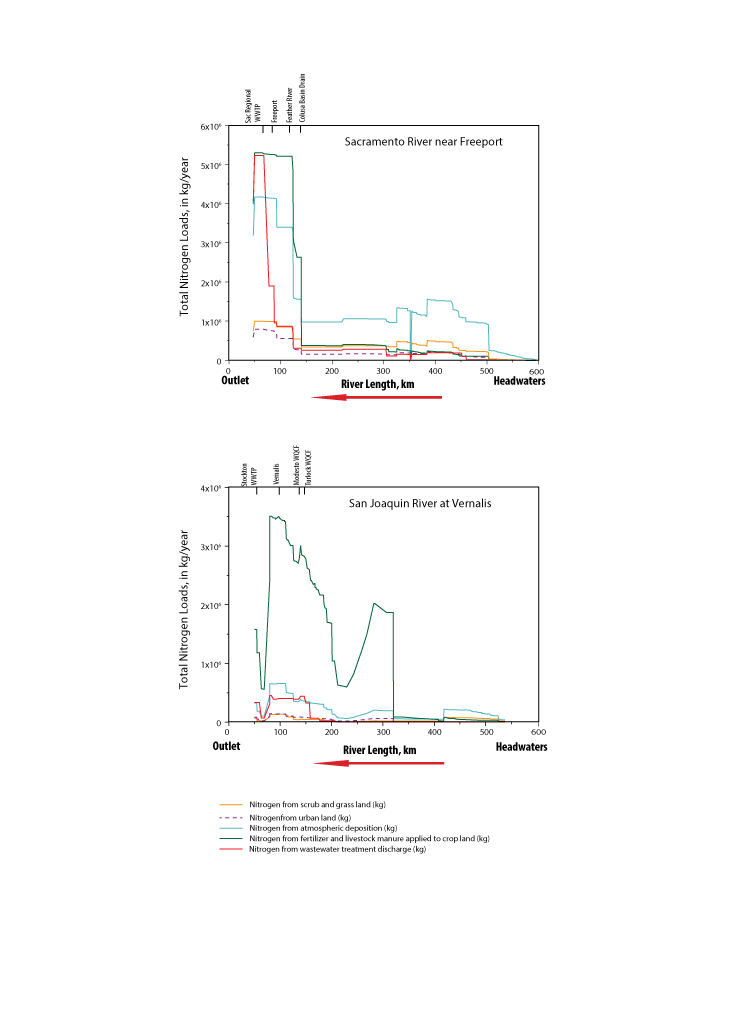 Sac Regional
WWTP
Freeport
Feather River
Colusa Basin Drain
Sacramento River near Freeport
Total Nitrogen Loads, in kg/year
6x10⁶
5x10⁶
4x10⁶
3x10⁶
2x10⁶
1x10⁶
0
0 100 200 300 400 500 600
Outlet
River Length, km
Headwaters
Stockton
WWTP
Vernalis
Modesto WQCF
Turlock WQCF
San Joaquin River at Vernalis
Total Nitrogen Loads, in kg/year
4x10⁶
3x10⁶
2x10⁶
1x10⁶
0
0 100 200 300 400 500 600
Outlet
River Length, km
Headwaters
Nitrogen from scrub and grass land (kg)
Nitrogenfrom urban land (kg)
Nitrogen from atmospheric deposition (kg)
Nitrogen from fertilizer and livestock manure applied to crop land (kg)
Nitrogen from wastewater treatment discharge (kg)